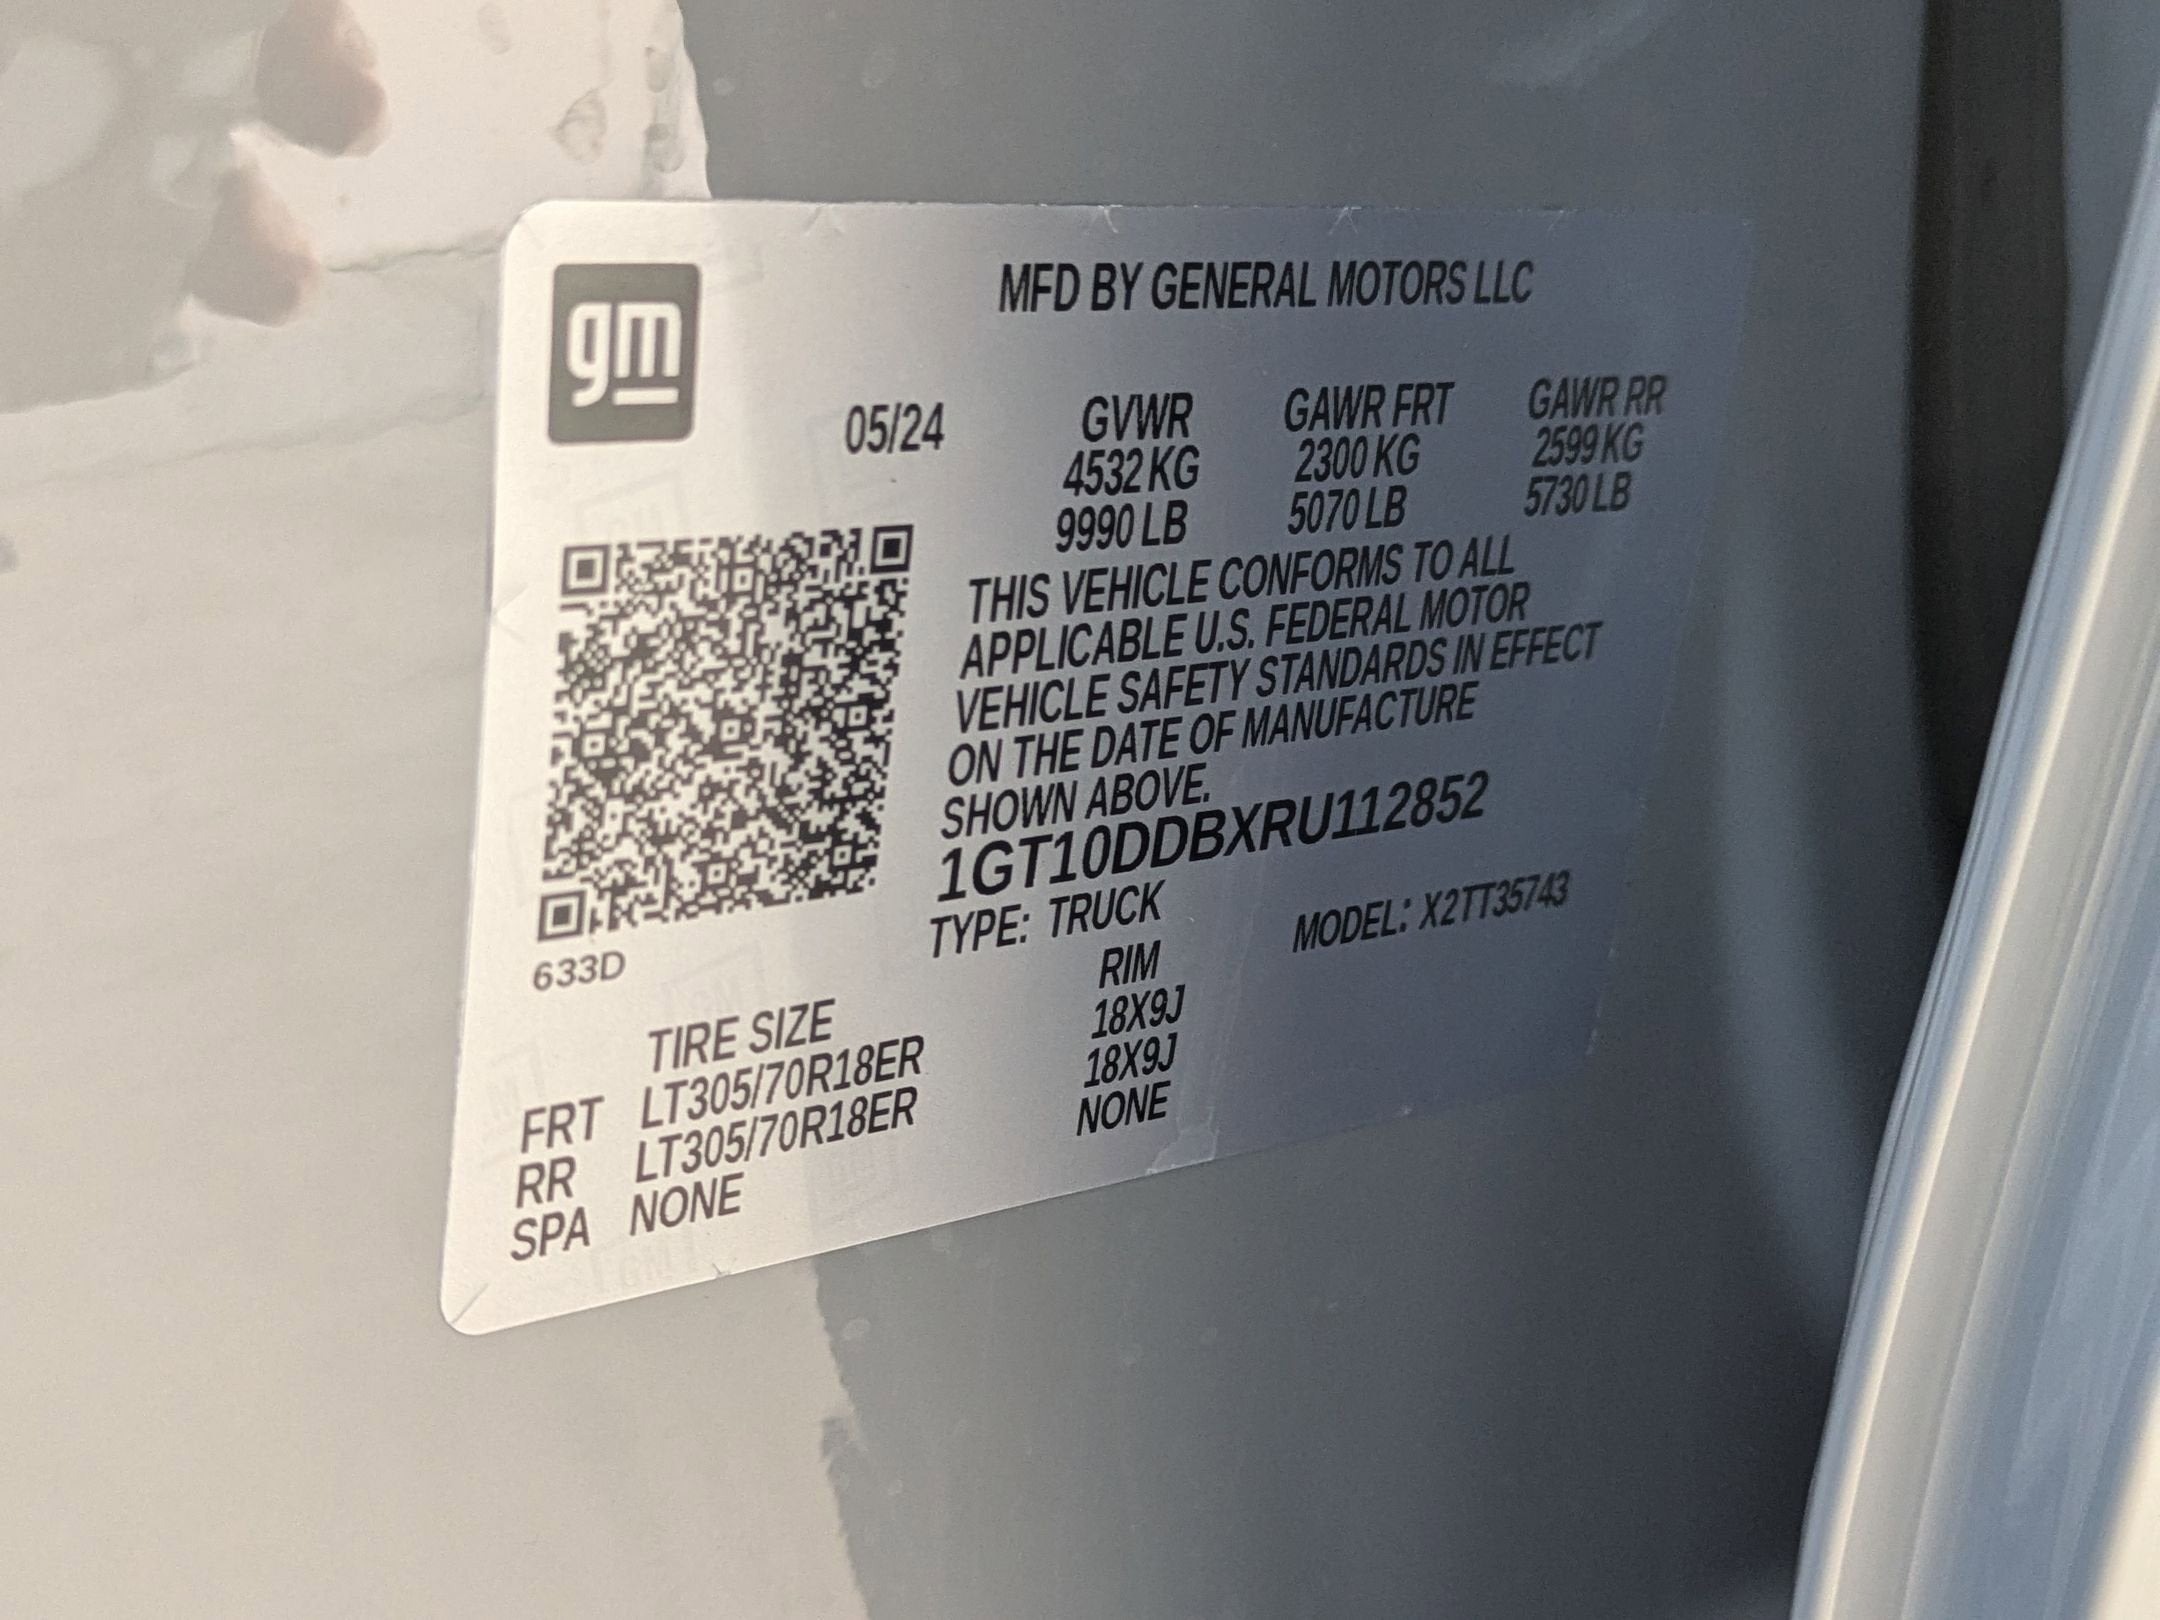 gm
MFD BY GENERAL MOTORS LLC
05/24 GVWR GAWR FRT GAWR RR
4532 KG 2300 KG 2599 KG
9990 LB 5070 LB 5730 LB
THIS VEHICLE CONFORMS TO ALL
APPLICABLE U.S. FEDERAL MOTOR
VEHICLE SAFETY STANDARDS IN EFFECT
ON THE DATE OF MANUFACTURE
SHOWN ABOVE.
1GT10DDBXRU112852
TYPE: TRUCK MODEL: X2TT35743
633D
TIRE SIZE RIM
FRT LT305/70R18ER 18X9J
RR LT305/70R18ER 18X9J
SPA NONE NONE